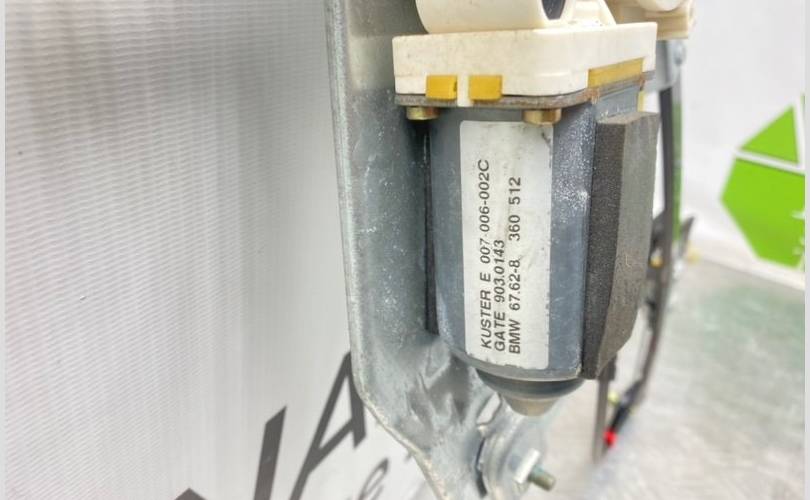 KUSTER E 007 006-002C
GATE 903.0143
BMW 67.62-8 360 512